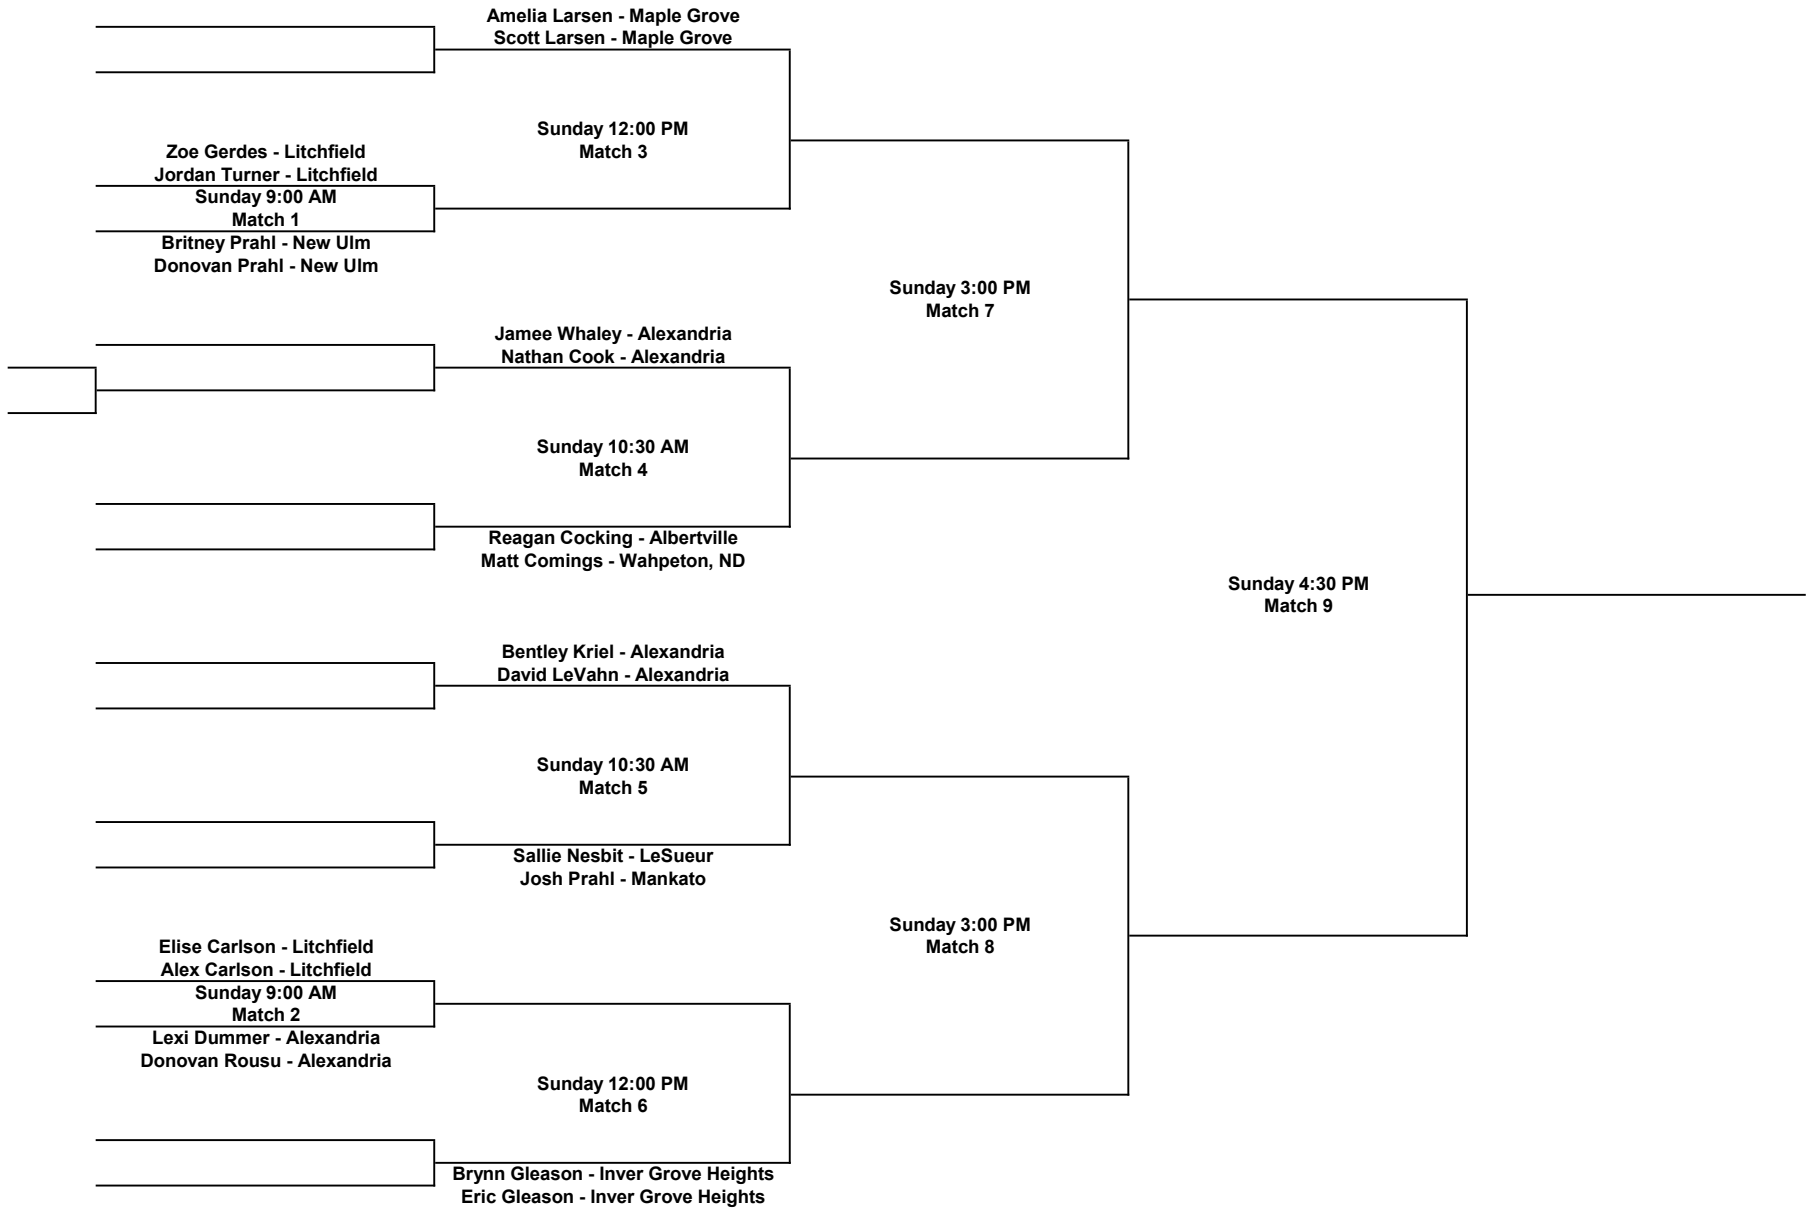 Amelia Larsen - Maple Grove
Scott Larsen - Maple Grove
Sunday 12:00 PM
Match 3
Zoe Gerdes - Litchfield
Jordan Turner - Litchfield
Sunday 9:00 AM
Match 1
Britney Prahl - New Ulm
Donovan Prahl - New Ulm
Sunday 3:00 PM
Match 7
Jamee Whaley - Alexandria
Nathan Cook - Alexandria
Sunday 10:30 AM
Match 4
Reagan Cocking - Albertville
Matt Comings - Wahpeton, ND
Sunday 4:30 PM
Match 9
Bentley Kriel - Alexandria
David LeVahn - Alexandria
Sunday 10:30 AM
Match 5
Sallie Nesbit - LeSueur
Josh Prahl - Mankato
Sunday 3:00 PM
Match 8
Elise Carlson - Litchfield
Alex Carlson - Litchfield
Sunday 9:00 AM
Match 2
Lexi Dummer - Alexandria
Donovan Rousu - Alexandria
Sunday 12:00 PM
Match 6
Brynn Gleason - Inver Grove Heights
Eric Gleason - Inver Grove Heights